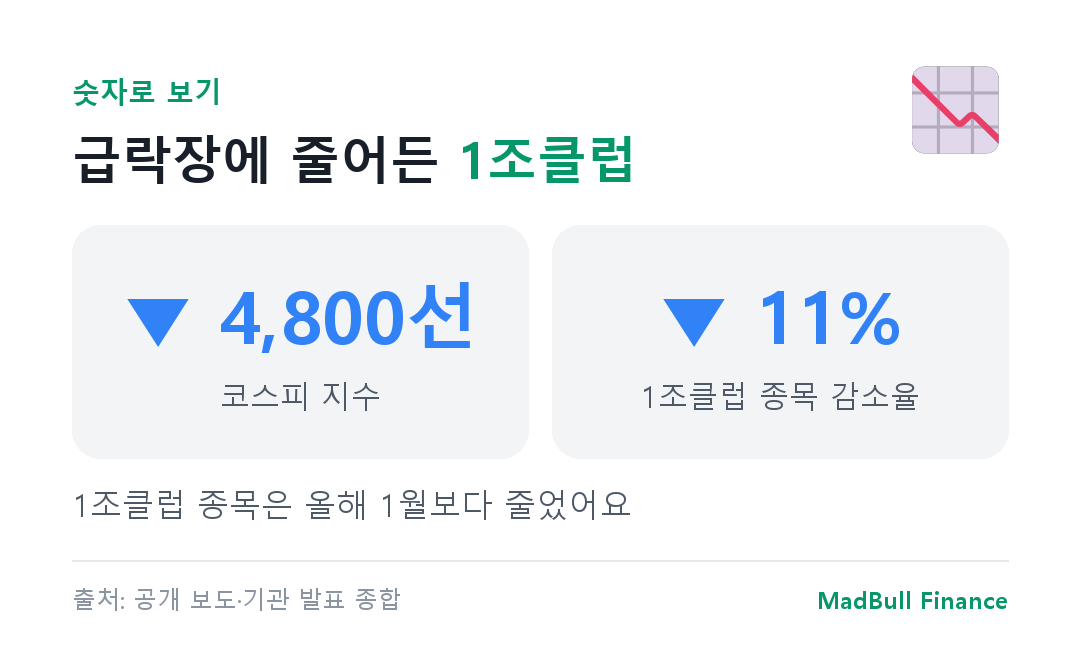 숫자로 보기
급락장에 줄어든 1조클럽
▼ 4,800선
코스피 지수
▼ 11%
1조클럽 종목 감소율
1조클럽 종목은 올해 1월보다 줄었어요
출처: 공개 보도·기관 발표 종합
MadBull Finance